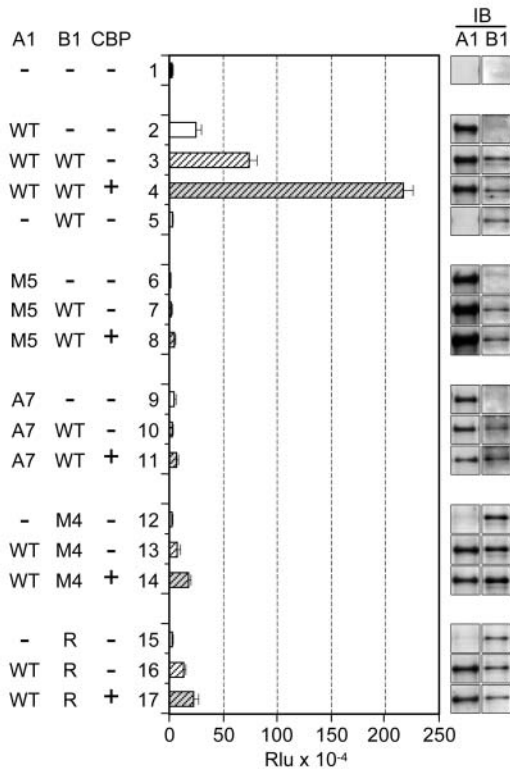 IB
A1 B1 CBP A1 B1
- - - 1
WT - - 2
WT WT - 3
WT WT + 4
- WT - 5
M5 - - 6
M5 WT - 7
M5 WT + 8
A7 - - 9
A7 WT - 10
A7 WT + 11
- M4 - 12
WT M4 - 13
WT M4 + 14
- R - 15
WT R - 16
WT R + 17
0 50 100 150 200 250
Rlu x 10-4